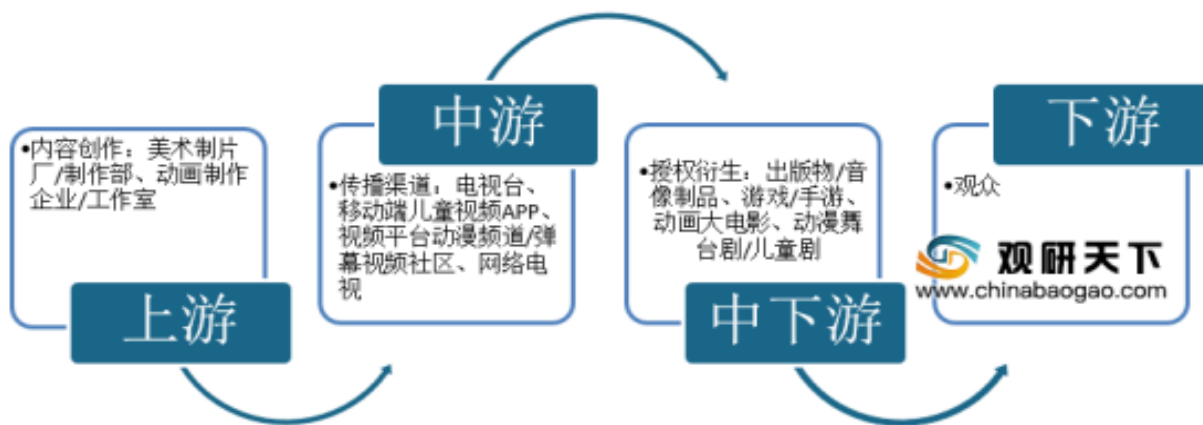 •内容创作：美术制片
厂/制作部、动画制作
企业/工作室
上游
中游
•传播渠道：电视台、
移动端儿童视频APP、
视频平台动漫频道/弹
幕视频社区、网络电
视
•授权衍生：出版物/音
像制品、游戏/手游、
动画大电影、动漫舞
台剧/儿童剧
中下游
下游
•观众
观研天下
www.chinabaogao.com